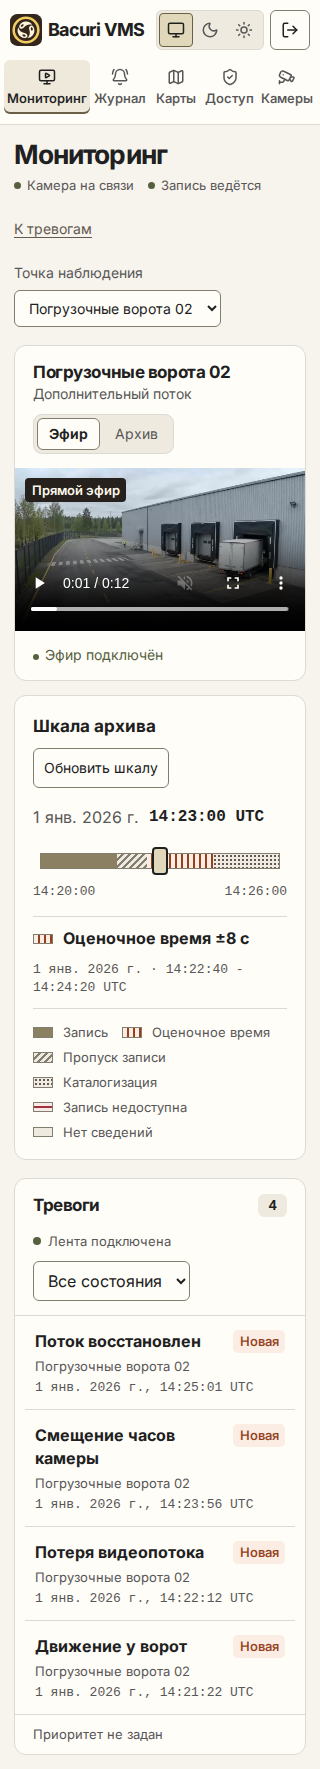 Bacuri VMS
Мониторинг Журнал Карты Доступ Камеры
Мониторинг
Камера на связи Запись ведётся
К тревогам
Точка наблюдения
Погрузочные ворота 02
Погрузочные ворота 02
Дополнительный поток
Эфир Архив
Прямой эфир
0:01 / 0:12
Эфир подключён
Шкала архива
Обновить шкалу
1 янв. 2026 г. 14:23:00 UTC
14:20:00 14:26:00
Оценочное время ±8 с
1 янв. 2026 г. · 14:22:40 -
14:24:20 UTC
Запись Оценочное время
Пропуск записи
Каталогизация
Запись недоступна
Нет сведений
Тревоги 4
Лента подключена
Все состояния
Поток восстановлен Новая
Погрузочные ворота 02
1 янв. 2026 г., 14:25:01 UTC
Смещение часов Новая
камеры
Погрузочные ворота 02
1 янв. 2026 г., 14:23:56 UTC
Потеря видеопотока Новая
Погрузочные ворота 02
1 янв. 2026 г., 14:22:12 UTC
Движение у ворот Новая
Погрузочные ворота 02
1 янв. 2026 г., 14:21:22 UTC
Приоритет не задан